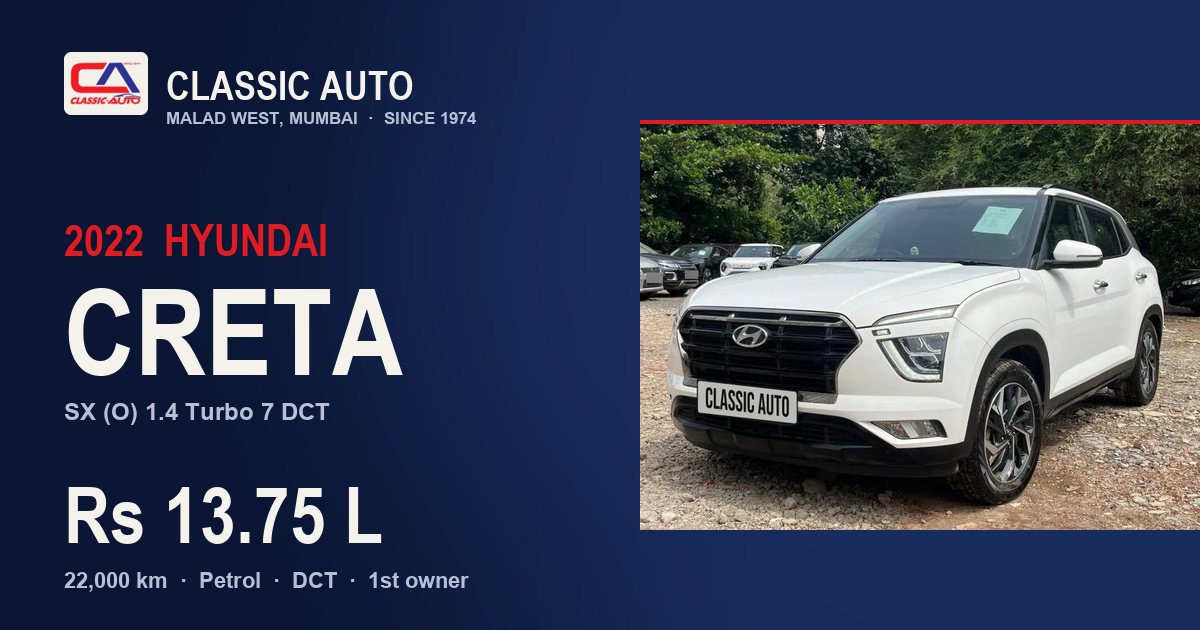 CA
CLASSIC-AUTO
CLASSIC AUTO
MALAD WEST, MUMBAI · SINCE 1974
2022 HYUNDAI
CRETA
SX (O) 1.4 Turbo 7 DCT
Rs 13.75 L
22,000 km · Petrol · DCT · 1st owner
CLASSIC AUTO